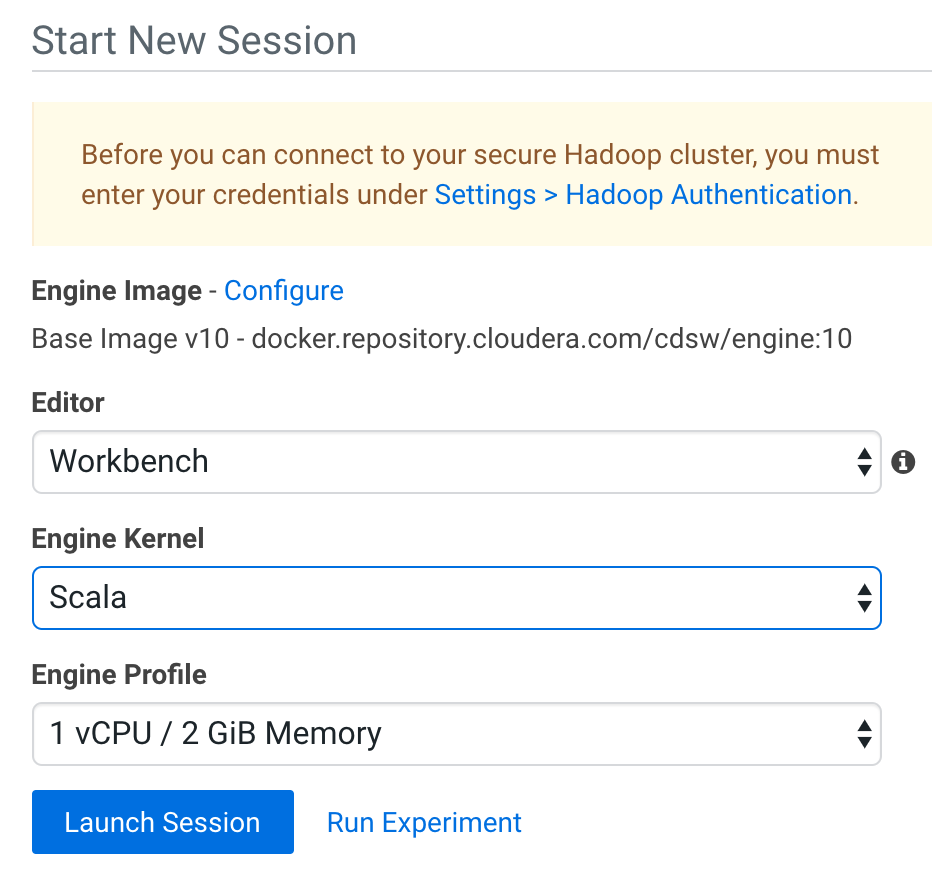 Start New Session
Before you can connect to your secure Hadoop cluster, you must
enter your credentials under Settings > Hadoop Authentication.
Engine Image - Configure
Base Image v10 - docker.repository.cloudera.com/cdsw/engine:10
Editor
Workbench
Engine Kernel
Scala
Engine Profile
1 vCPU / 2 GiB Memory
Launch Session Run Experiment